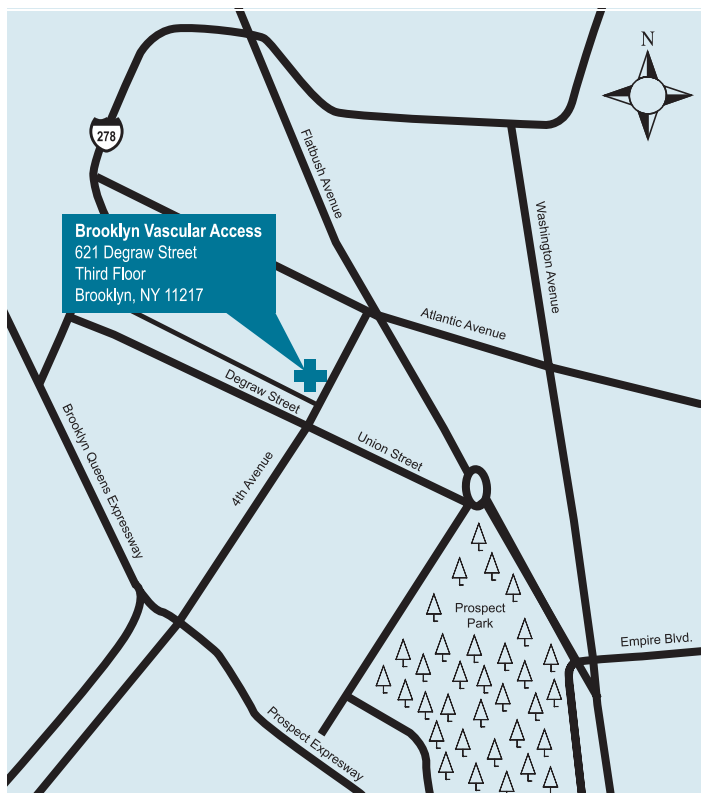 N
278
Flatbush Avenue
Washington Avenue
Brooklyn Vascular Access
621 Degraw Street
Third Floor
Brooklyn, NY 11217
Atlantic Avenue
Degraw Street
Union Street
Brooklyn Queens Expressway
4th Avenue
Prospect
Park
Empire Blvd.
Prospect Expresway